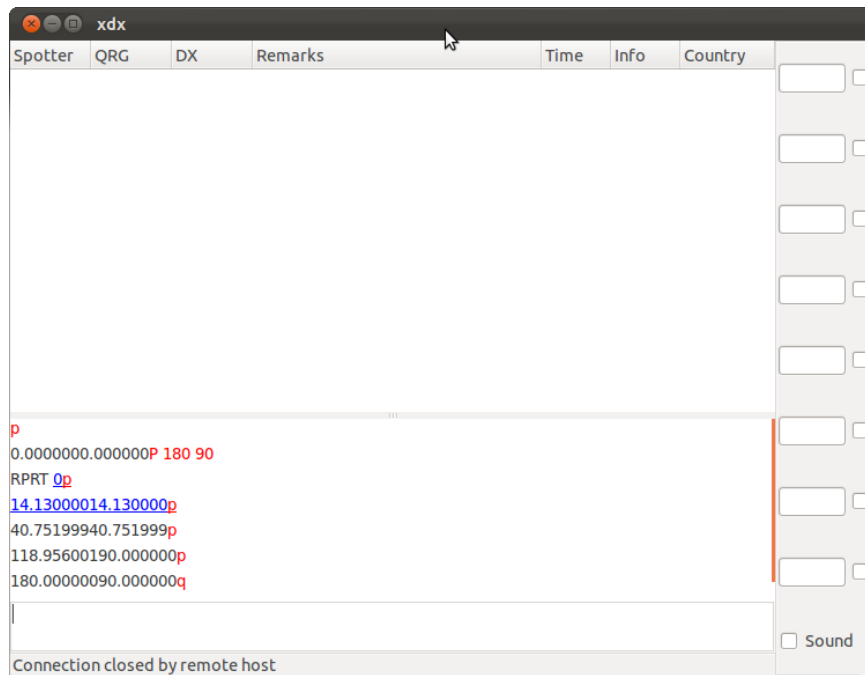 xdx
Spotter QRG DX Remarks Time Info Country
p
0.0000000.000000P 180 90
RPRT 0p
14.13000014.130000p
40.75199940.751999p
118.95600190.000000p
180.00000090.000000q
Sound
Connection closed by remote host